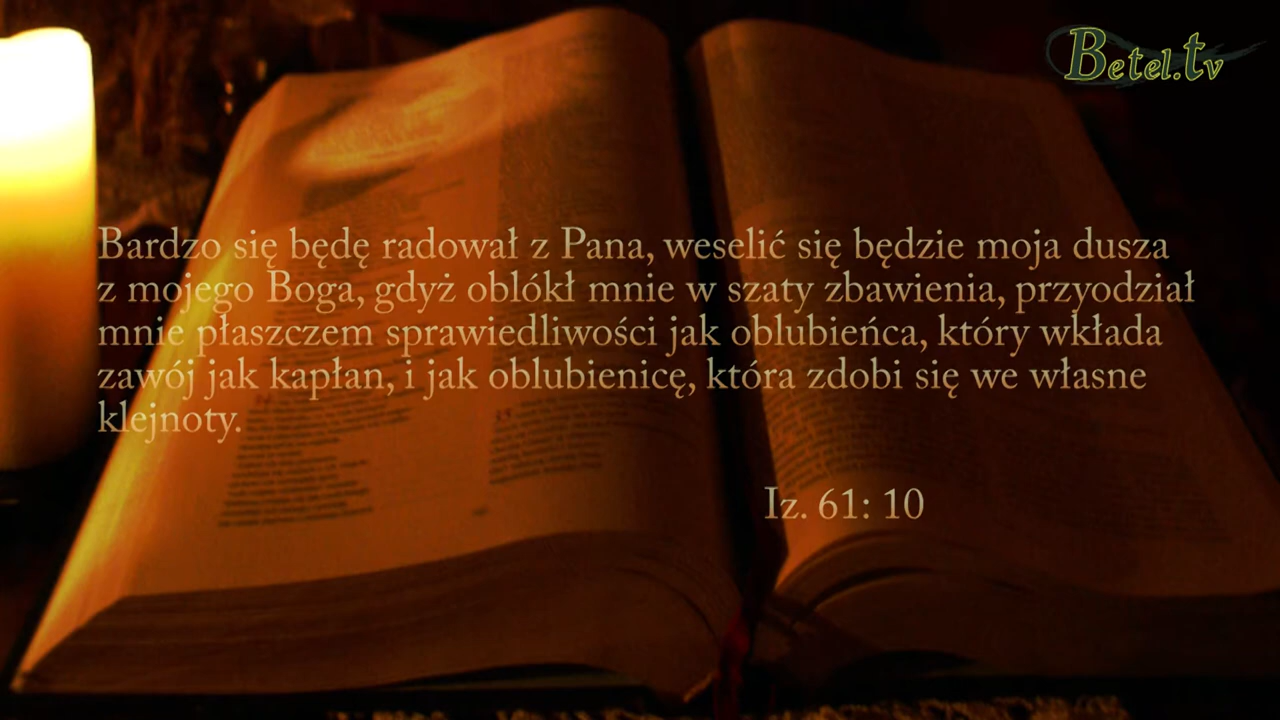 Betel.tv
Bardzo się będę radował z Pana, weselić się będzie moja dusza
z mojego Boga, gdyż oblókł mnie w szaty zbawienia, przyodział
mnie płaszczem sprawiedliwości jak oblubieńca, który wkłada
zawój jak kapłan, i jak oblubienicę, która zdobi się we własne
klejnoty.
Iz. 61: 10